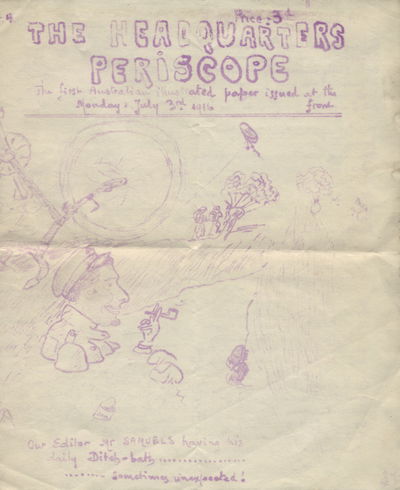 Price - 3d
THE HEADQUARTERS
PERISCOPE
The first Australian illustrated paper issued at the
Monday: July 3rd 1916 front
Our Editor Mr SAMUELS having his
daily Ditch-bath ................
........ sometimes unexpected!